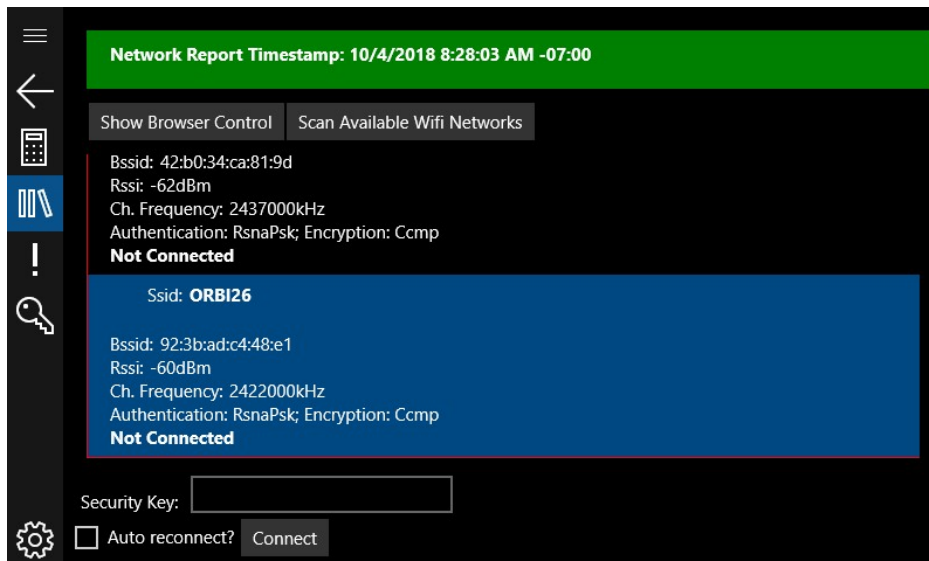 Network Report Timestamp: 10/4/2018 8:28:03 AM -07:00
Show Browser Control Scan Available Wifi Networks
Bssid: 42:b0:34:ca:81:9d
Rssi: -62dBm
Ch. Frequency: 2437000kHz
Authentication: RsnaPsk; Encryption: Ccmp
Not Connected
Ssid: ORBI26
Bssid: 92:3b:ad:c4:48:e1
Rssi: -60dBm
Ch. Frequency: 2422000kHz
Authentication: RsnaPsk; Encryption: Ccmp
Not Connected
Security Key:
Auto reconnect? Connect